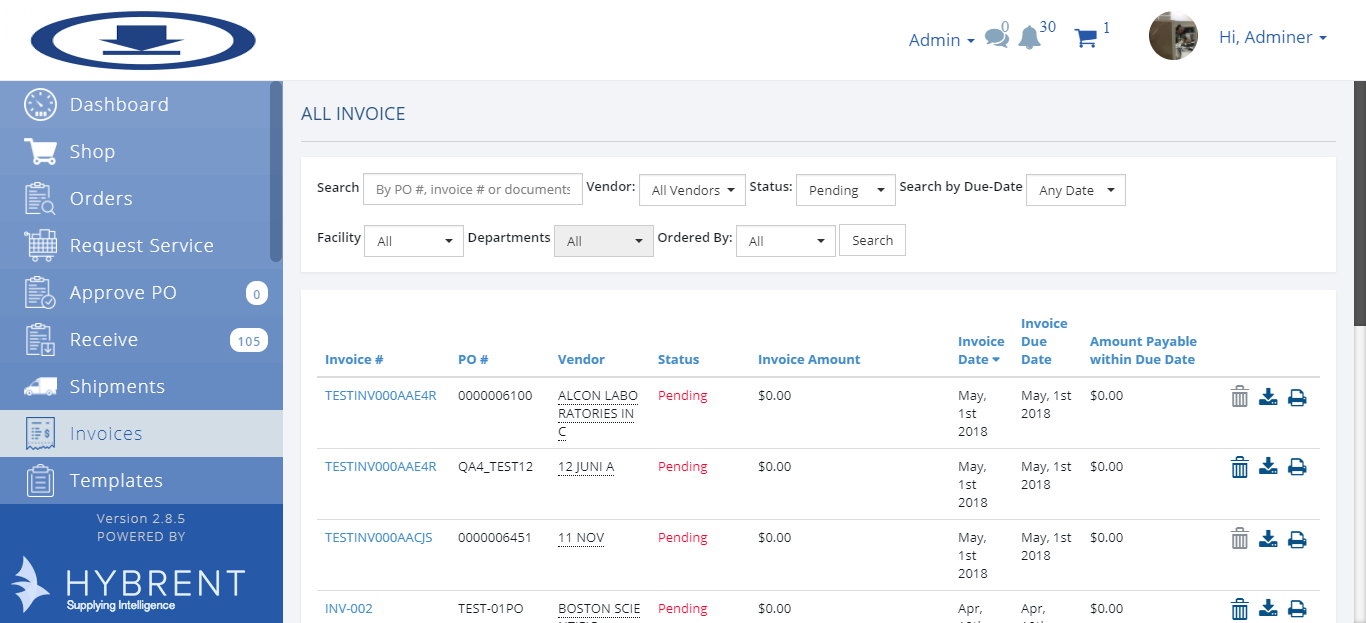 Admin
0
30
1
Hi, Adminer
Dashboard
Shop
Orders
Request Service
Approve PO
0
Receive
105
Shipments
Invoices
Templates
Version 2.8.5
POWERED BY
HYBRENT
Supplying Intelligence
ALL INVOICE
Search By PO #, invoice # or documents Vendor: All Vendors Status: Pending Search by Due-Date Any Date
Facility All Departments All Ordered By: All Search
Invoice # PO # Vendor Status Invoice Amount Invoice Date Invoice Due Date Amount Payable within Due Date
TESTINV000AAE4R 0000006100 ALCON LABO Pending $0.00 May, May, 1st $0.00
RATORIES IN 1st 2018
C 2018
TESTINV000AAE4R QA4_TEST12 12 JUNI A Pending $0.00 May, May, 1st $0.00
1st 2018
2018
TESTINV000AACJS 0000006451 11 NOV Pending $0.00 May, May, 1st $0.00
1st 2018
2018
INV-002 TEST-01PO BOSTON SCIE Pending $0.00 Apr, Apr, $0.00